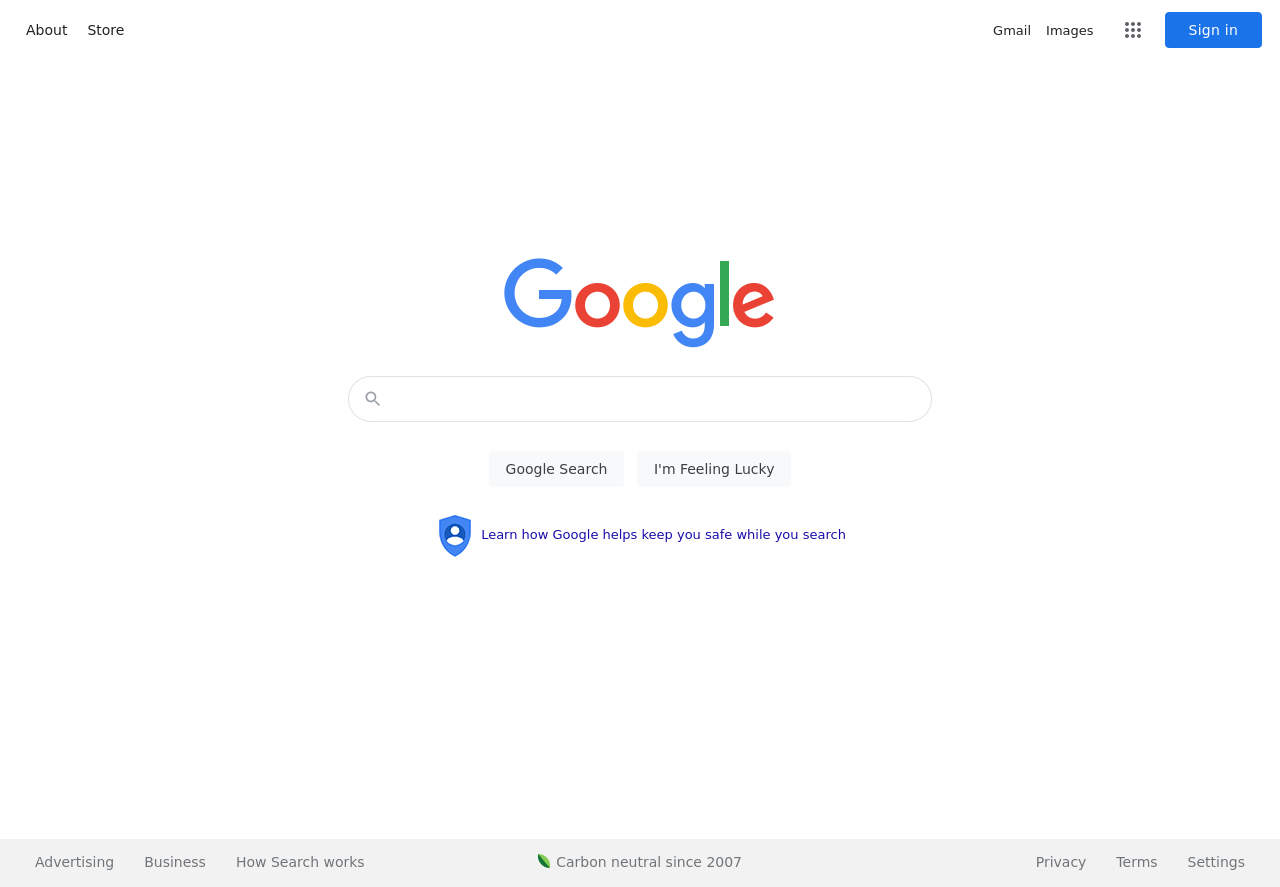 About Store Gmail Images Sign in
Google
Google Search I'm Feeling Lucky
Learn how Google helps keep you safe while you search
Advertising Business How Search works Carbon neutral since 2007 Privacy Terms Settings